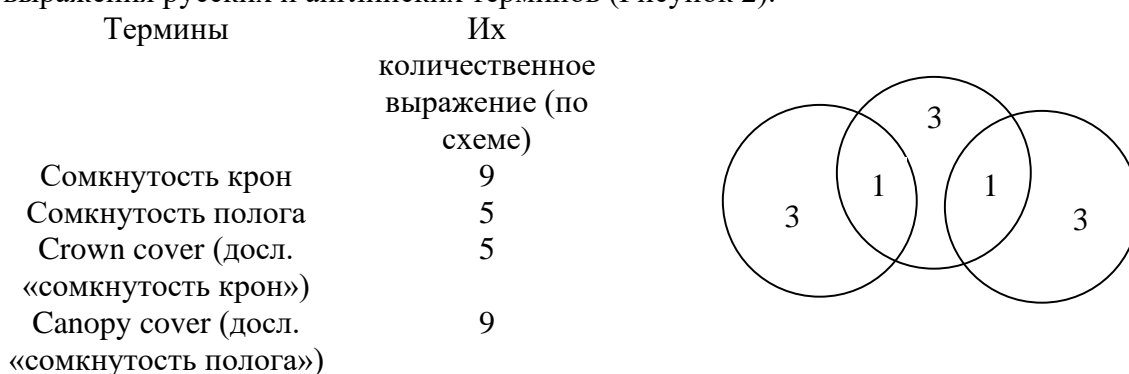 выражения русских и английских терминов (Рисунок 2).
Термины Их
количественное
выражение (по
схеме)
Сомкнутость крон 9
Сомкнутость полога 5
Crown cover (досл. 5
«сомкнутость крон»)
Canopy cover (досл. 9
«сомкнутость полога»)
3
1 1
3 3